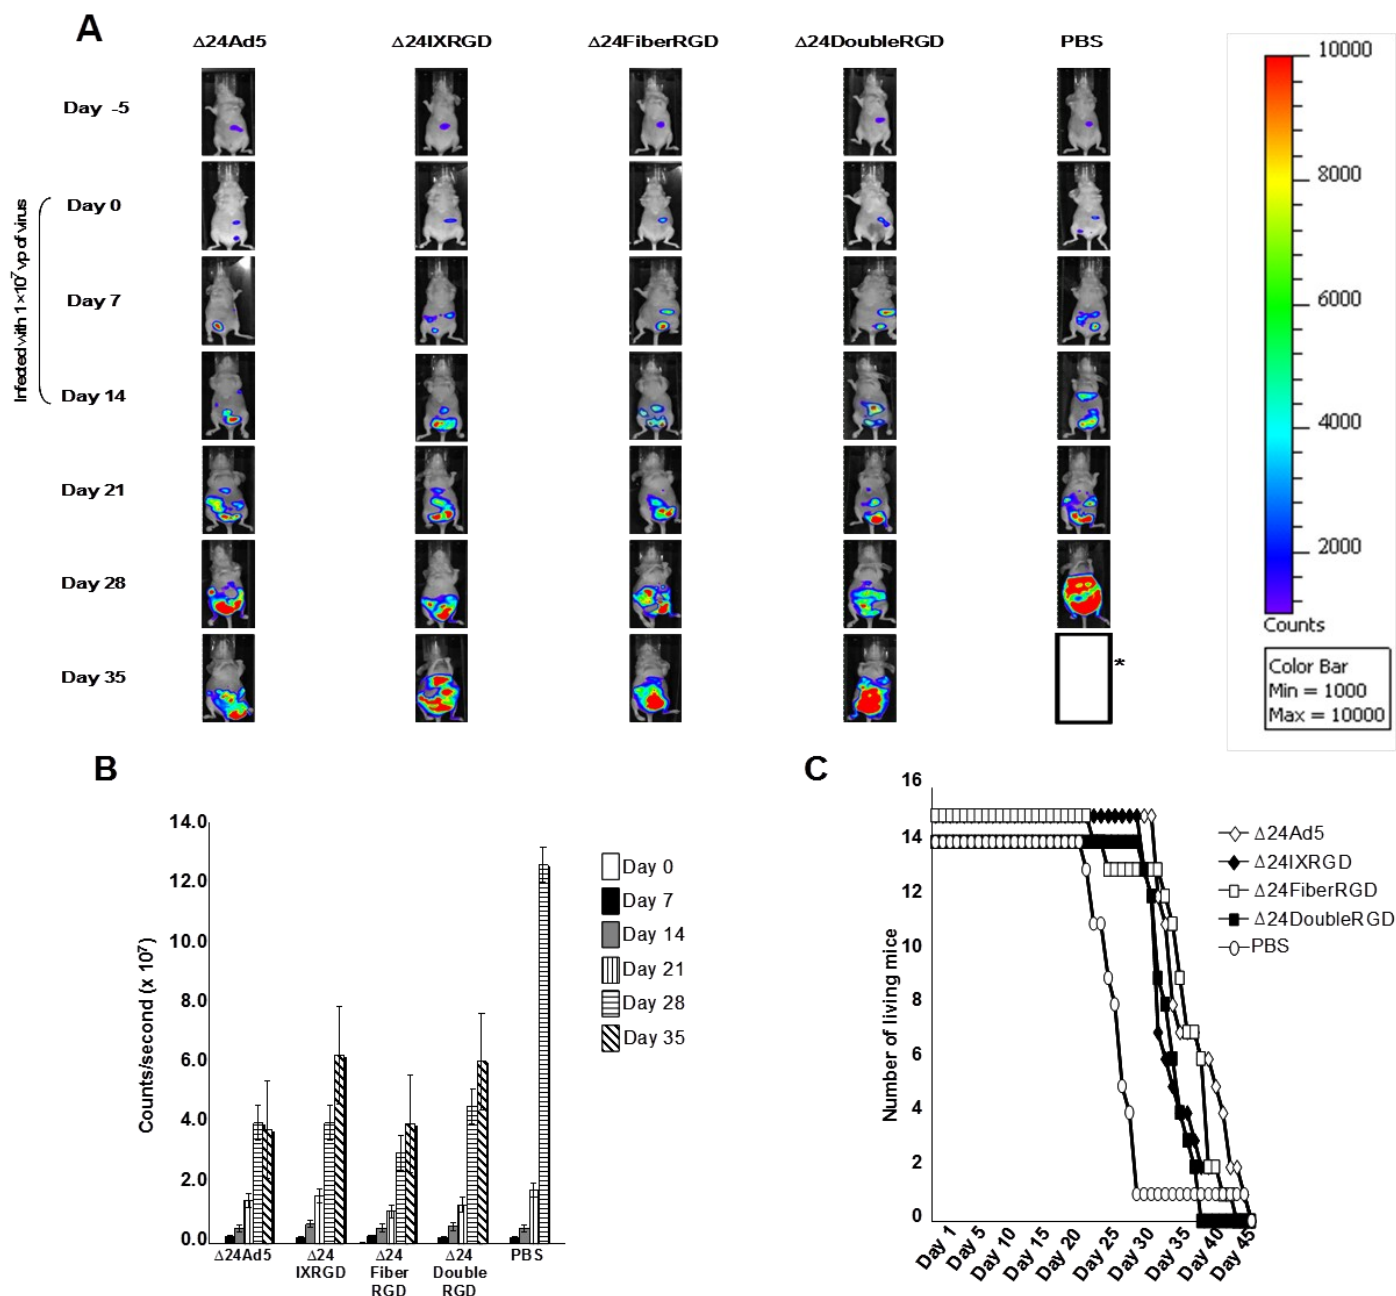 A
Δ24Ad5 Δ24IXRGD Δ24FiberRGD Δ24DoubleRGD PBS
Day -5
Day 0
Day 7
Day 14
Day 21
Day 28
Day 35
Infected with 1×10⁷ vp of virus
*
10000
8000
6000
4000
2000
Counts
Color Bar
Min = 1000
Max = 10000
B
Counts/second (x 10⁷)
14.0
12.0
10.0
8.0
6.0
4.0
2.0
0.0
Δ24Ad5
Δ24 IXRGD
Δ24 Fiber RGD
Δ24 Double RGD
PBS
Day 0
Day 7
Day 14
Day 21
Day 28
Day 35
C
Number of living mice
16
14
12
10
8
6
4
2
0
Day 1
Day 5
Day 10
Day 15
Day 20
Day 25
Day 30
Day 35
Day 40
Day 45
Δ24Ad5
Δ24IXRGD
Δ24FiberRGD
Δ24DoubleRGD
PBS